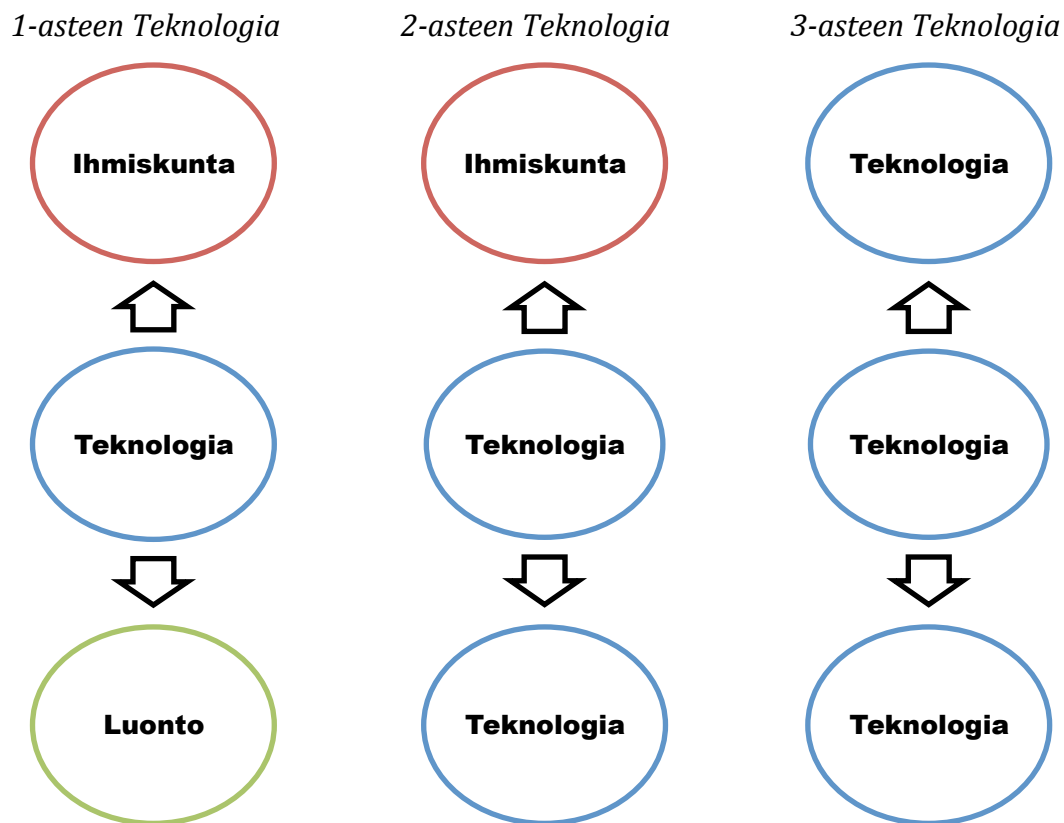 1-asteen Teknologia
2-asteen Teknologia
3-asteen Teknologia
Ihmiskunta
Ihmiskunta
Teknologia
Teknologia
Teknologia
Teknologia
Luonto
Teknologia
Teknologia